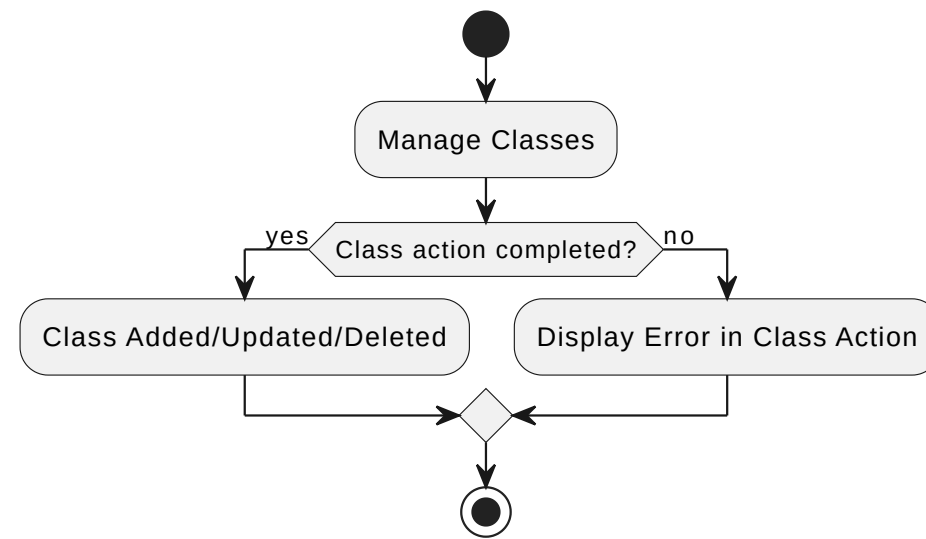 Manage Classes
yes
Class action completed?
no
Class Added/Updated/Deleted
Display Error in Class Action